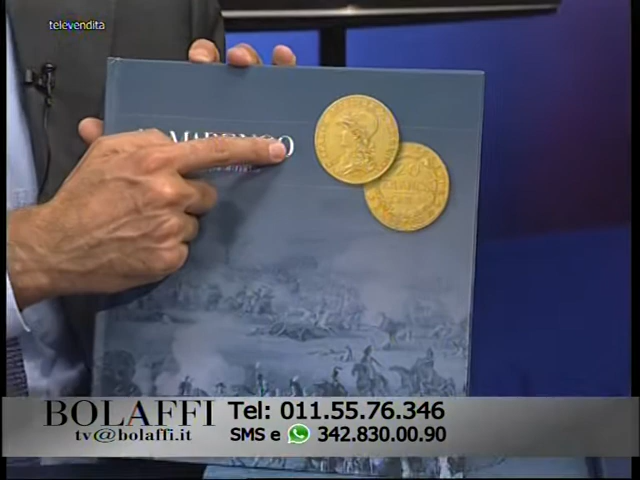 televendita
BOLAFFI
Tel: 011.55.76.346
tv@bolaffi.it
SMS e 342.830.00.90